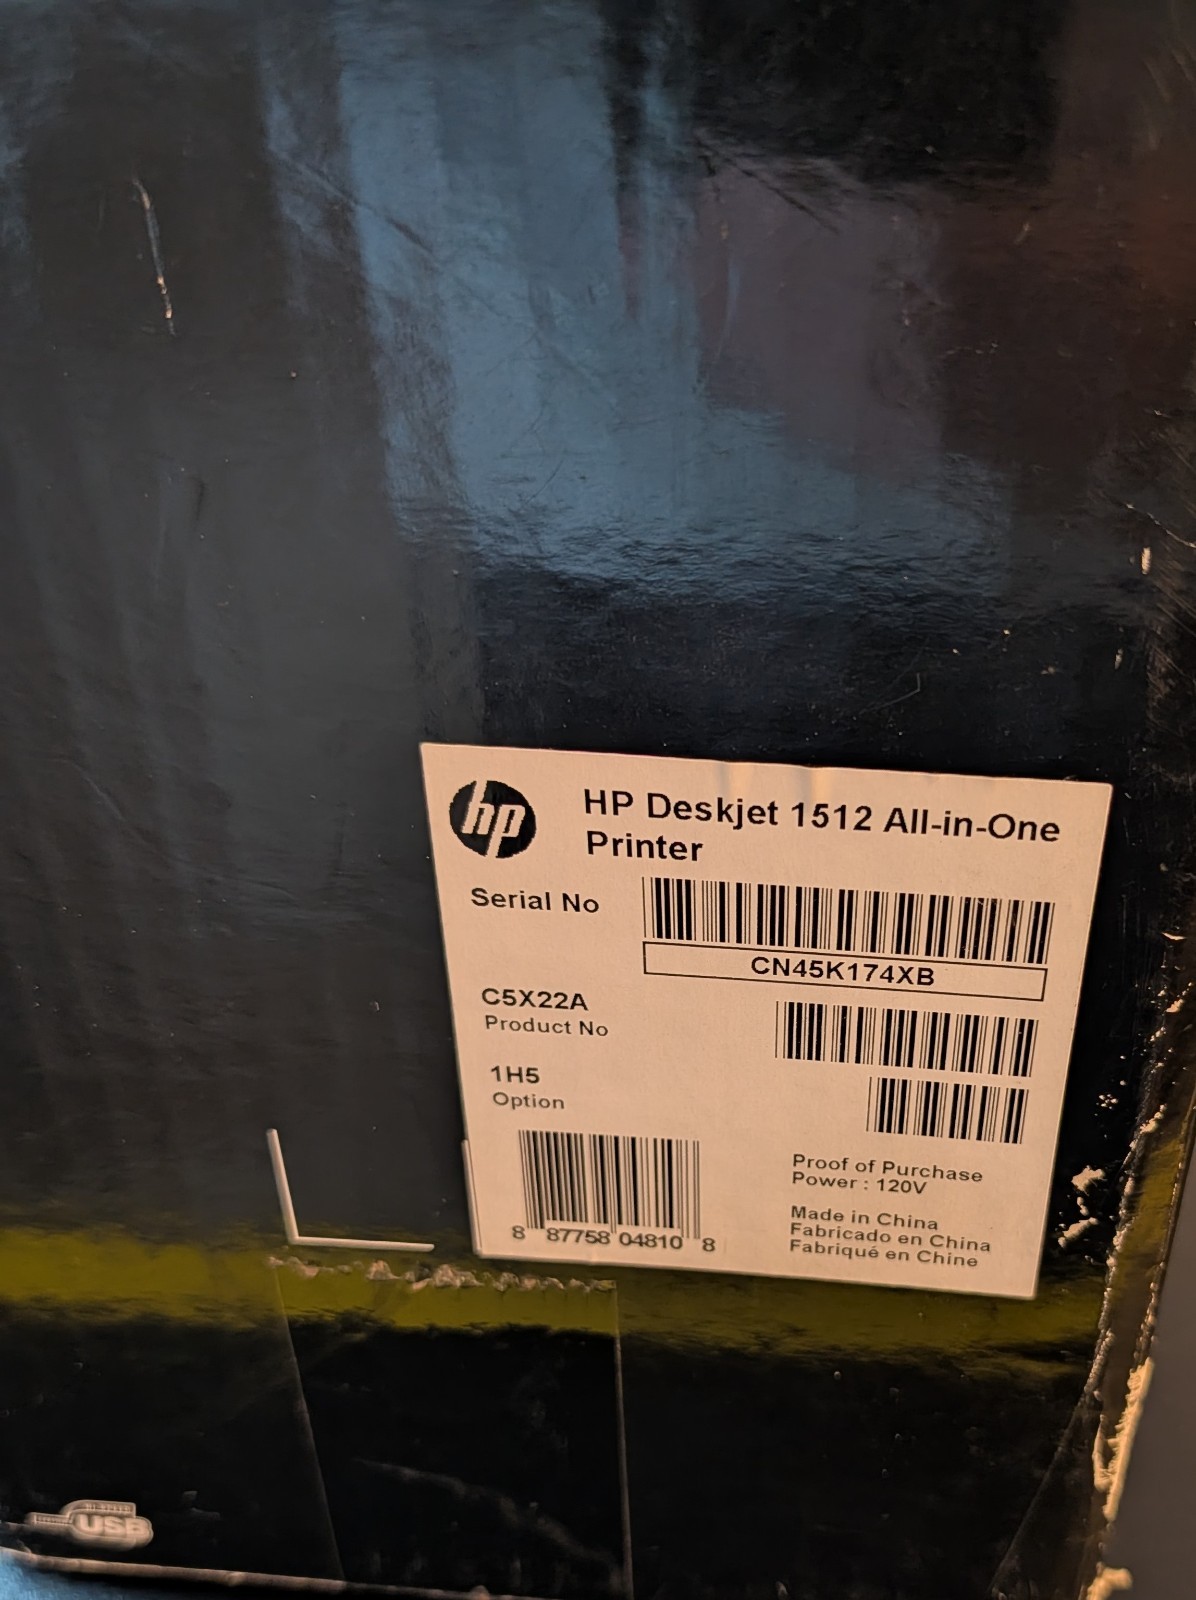 hp
HP Deskjet 1512 All-in-One
Printer
Serial No
CN45K174XB
C5X22A
Product No
1H5
Option
8 87758 04810 8
Proof of Purchase
Power : 120V
Made in China
Fabricado en China
Fabriqué en Chine
USB